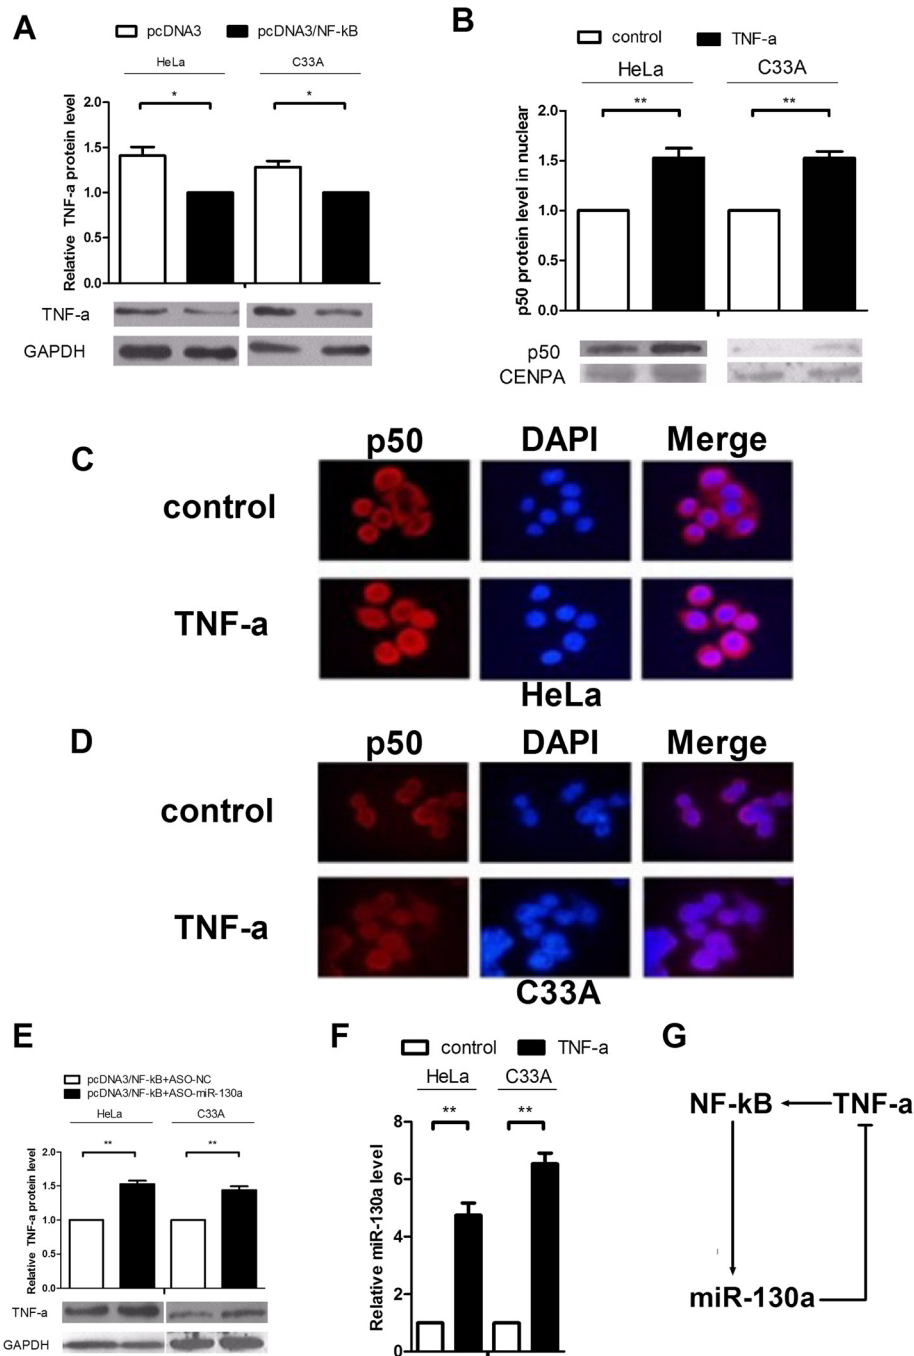 A
pcDNA3 pcDNA3/NF-kB
HeLa C33A
* *
Relative TNF-a protein level
2.0
1.5
1.0
0.5
0.0
TNF-a
GAPDH
B
control TNF-a
HeLa C33A
** **
p50 protein level in nuclear
2.0
1.5
1.0
0.5
0.0
p50
CENPA
C
p50 DAPI Merge
control
TNF-a
HeLa
D
p50 DAPI Merge
control
TNF-a
C33A
E
pcDNA3/NF-kB+ASO-NC
pcDNA3/NF-kB+ASO-miR-130a
HeLa C33A
** **
Relative TNF-a protein level
2.0
1.5
1.0
0.5
0.0
TNF-a
GAPDH
F
control TNF-a
HeLa C33A
** **
Relative miR-130a level
8
6
4
2
0
G
NF-kB TNF-a
miR-130a